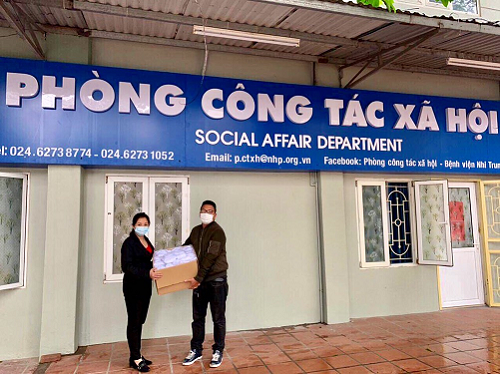 PHÒNG CÔNG TÁC XÃ HỘI
SOCIAL AFFAIR DEPARTMENT
el: 024.6273 8774 - 024.6273 1052
Email: p.ctxh@nhp.org.vn
Facebook: Phòng công tác xã hội - Bệnh viện Nhi Trun